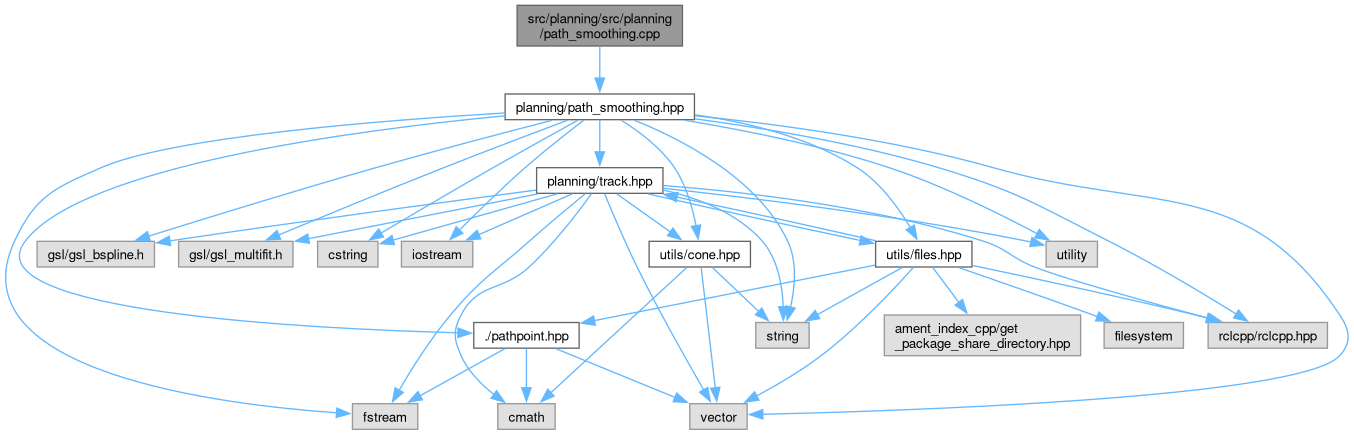 src/planning/src/planning
/path_smoothing.cpp
planning/path_smoothing.hpp
planning/track.hpp
gsl/gsl_bspline.h
gsl/gsl_multifit.h
cstring
iostream
utils/cone.hpp
utils/files.hpp
utility
./pathpoint.hpp
string
ament_index_cpp/get
_package_share_directory.hpp
filesystem
rclcpp/rclcpp.hpp
fstream
cmath
vector